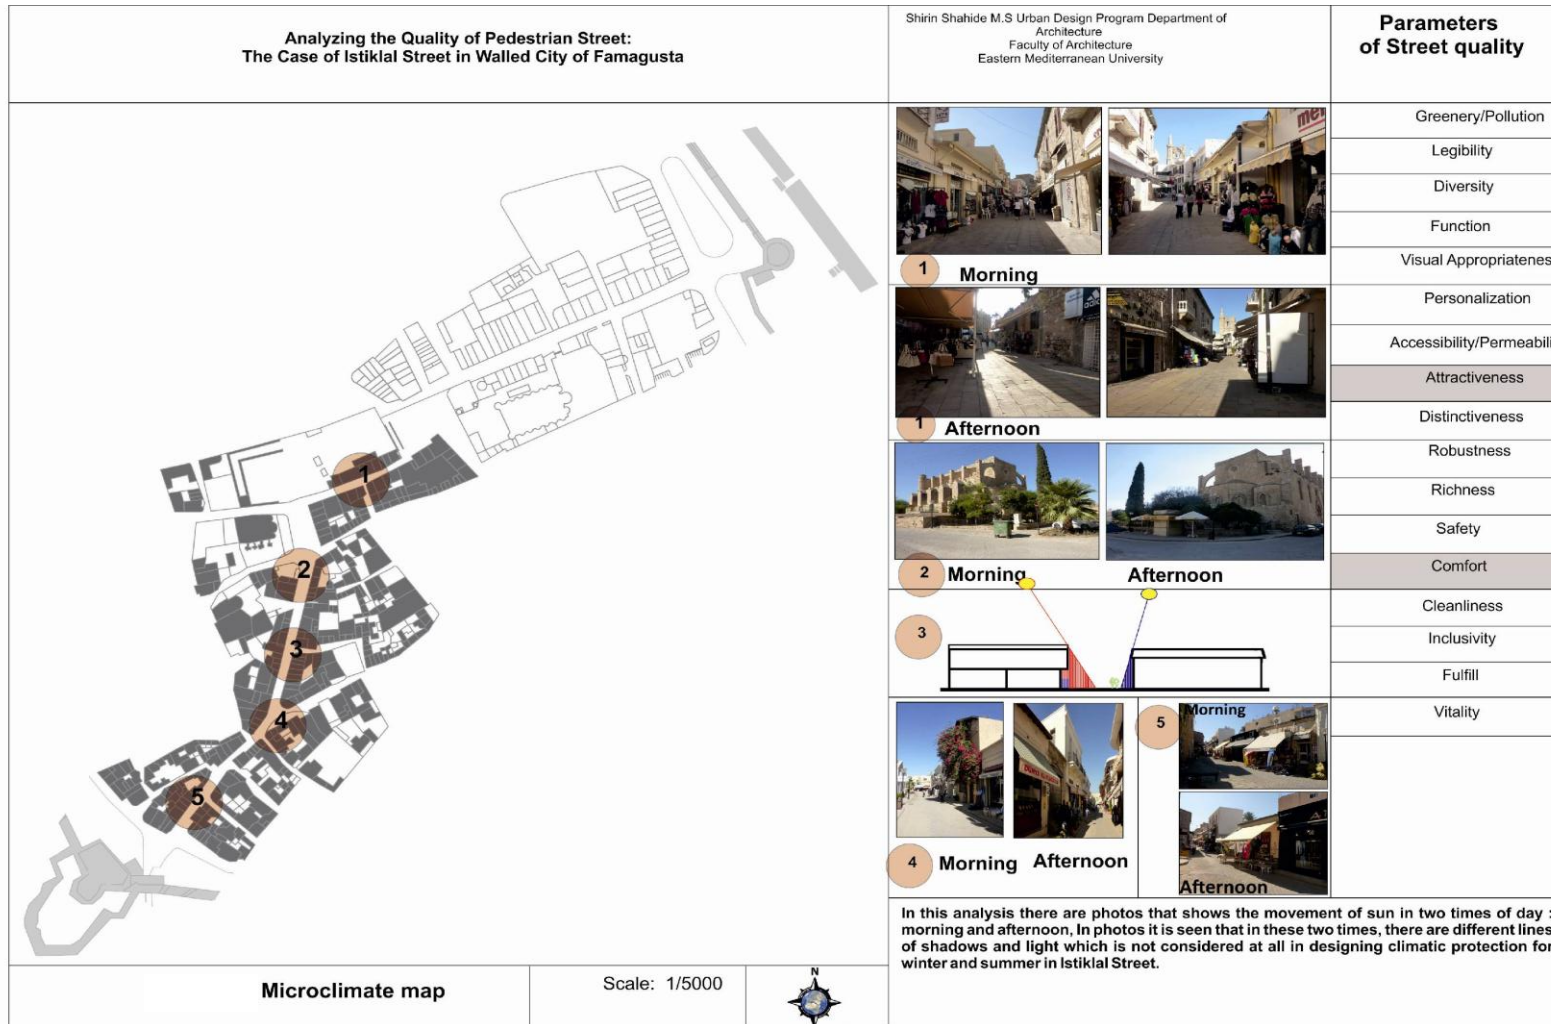 Analyzing the Quality of Pedestrian Street:
The Case of Istiklal Street in Walled City of Famagusta
Shirin Shahide M.S Urban Design Program Department of
Architecture
Faculty of Architecture
Eastern Mediterranean University
Parameters
of Street quality
1
2
3
4
5
1 Morning
1 Afternoon
2 Morning Afternoon
3
4 Morning Afternoon
5
Morning
Afternoon
adidas
Greenery/Pollution
Legibility
Diversity
Function
Visual Appropriatenes
Personalization
Accessibility/Permeabili
Attractiveness
Distinctiveness
Robustness
Richness
Safety
Comfort
Cleanliness
Inclusivity
Fulfill
Vitality
In this analysis there are photos that shows the movement of sun in two times of day :
morning and afternoon, In photos it is seen that in these two times, there are different lines
of shadows and light which is not considered at all in designing climatic protection for
winter and summer in Istiklal Street.
Microclimate map
Scale: 1/5000
N